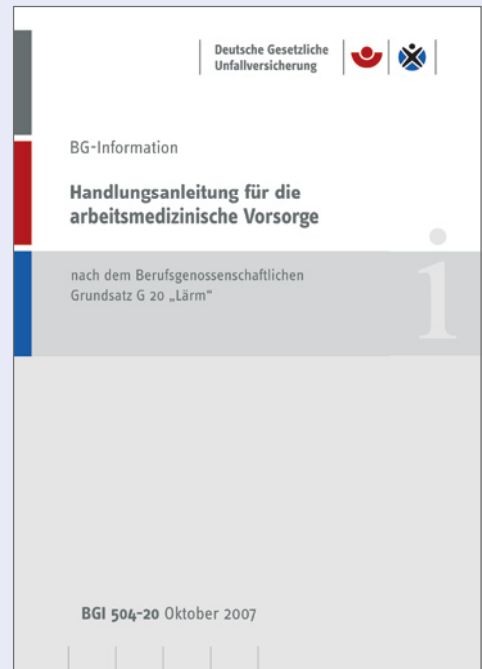 Deutsche Gesetzliche
Unfallversicherung
BG-Information
Handlungsanleitung für die
arbeitsmedizinische Vorsorge
i
nach dem Berufsgenossenschaftlichen
Grundsatz G 20 „Lärm“
BGI 504-20 Oktober 2007